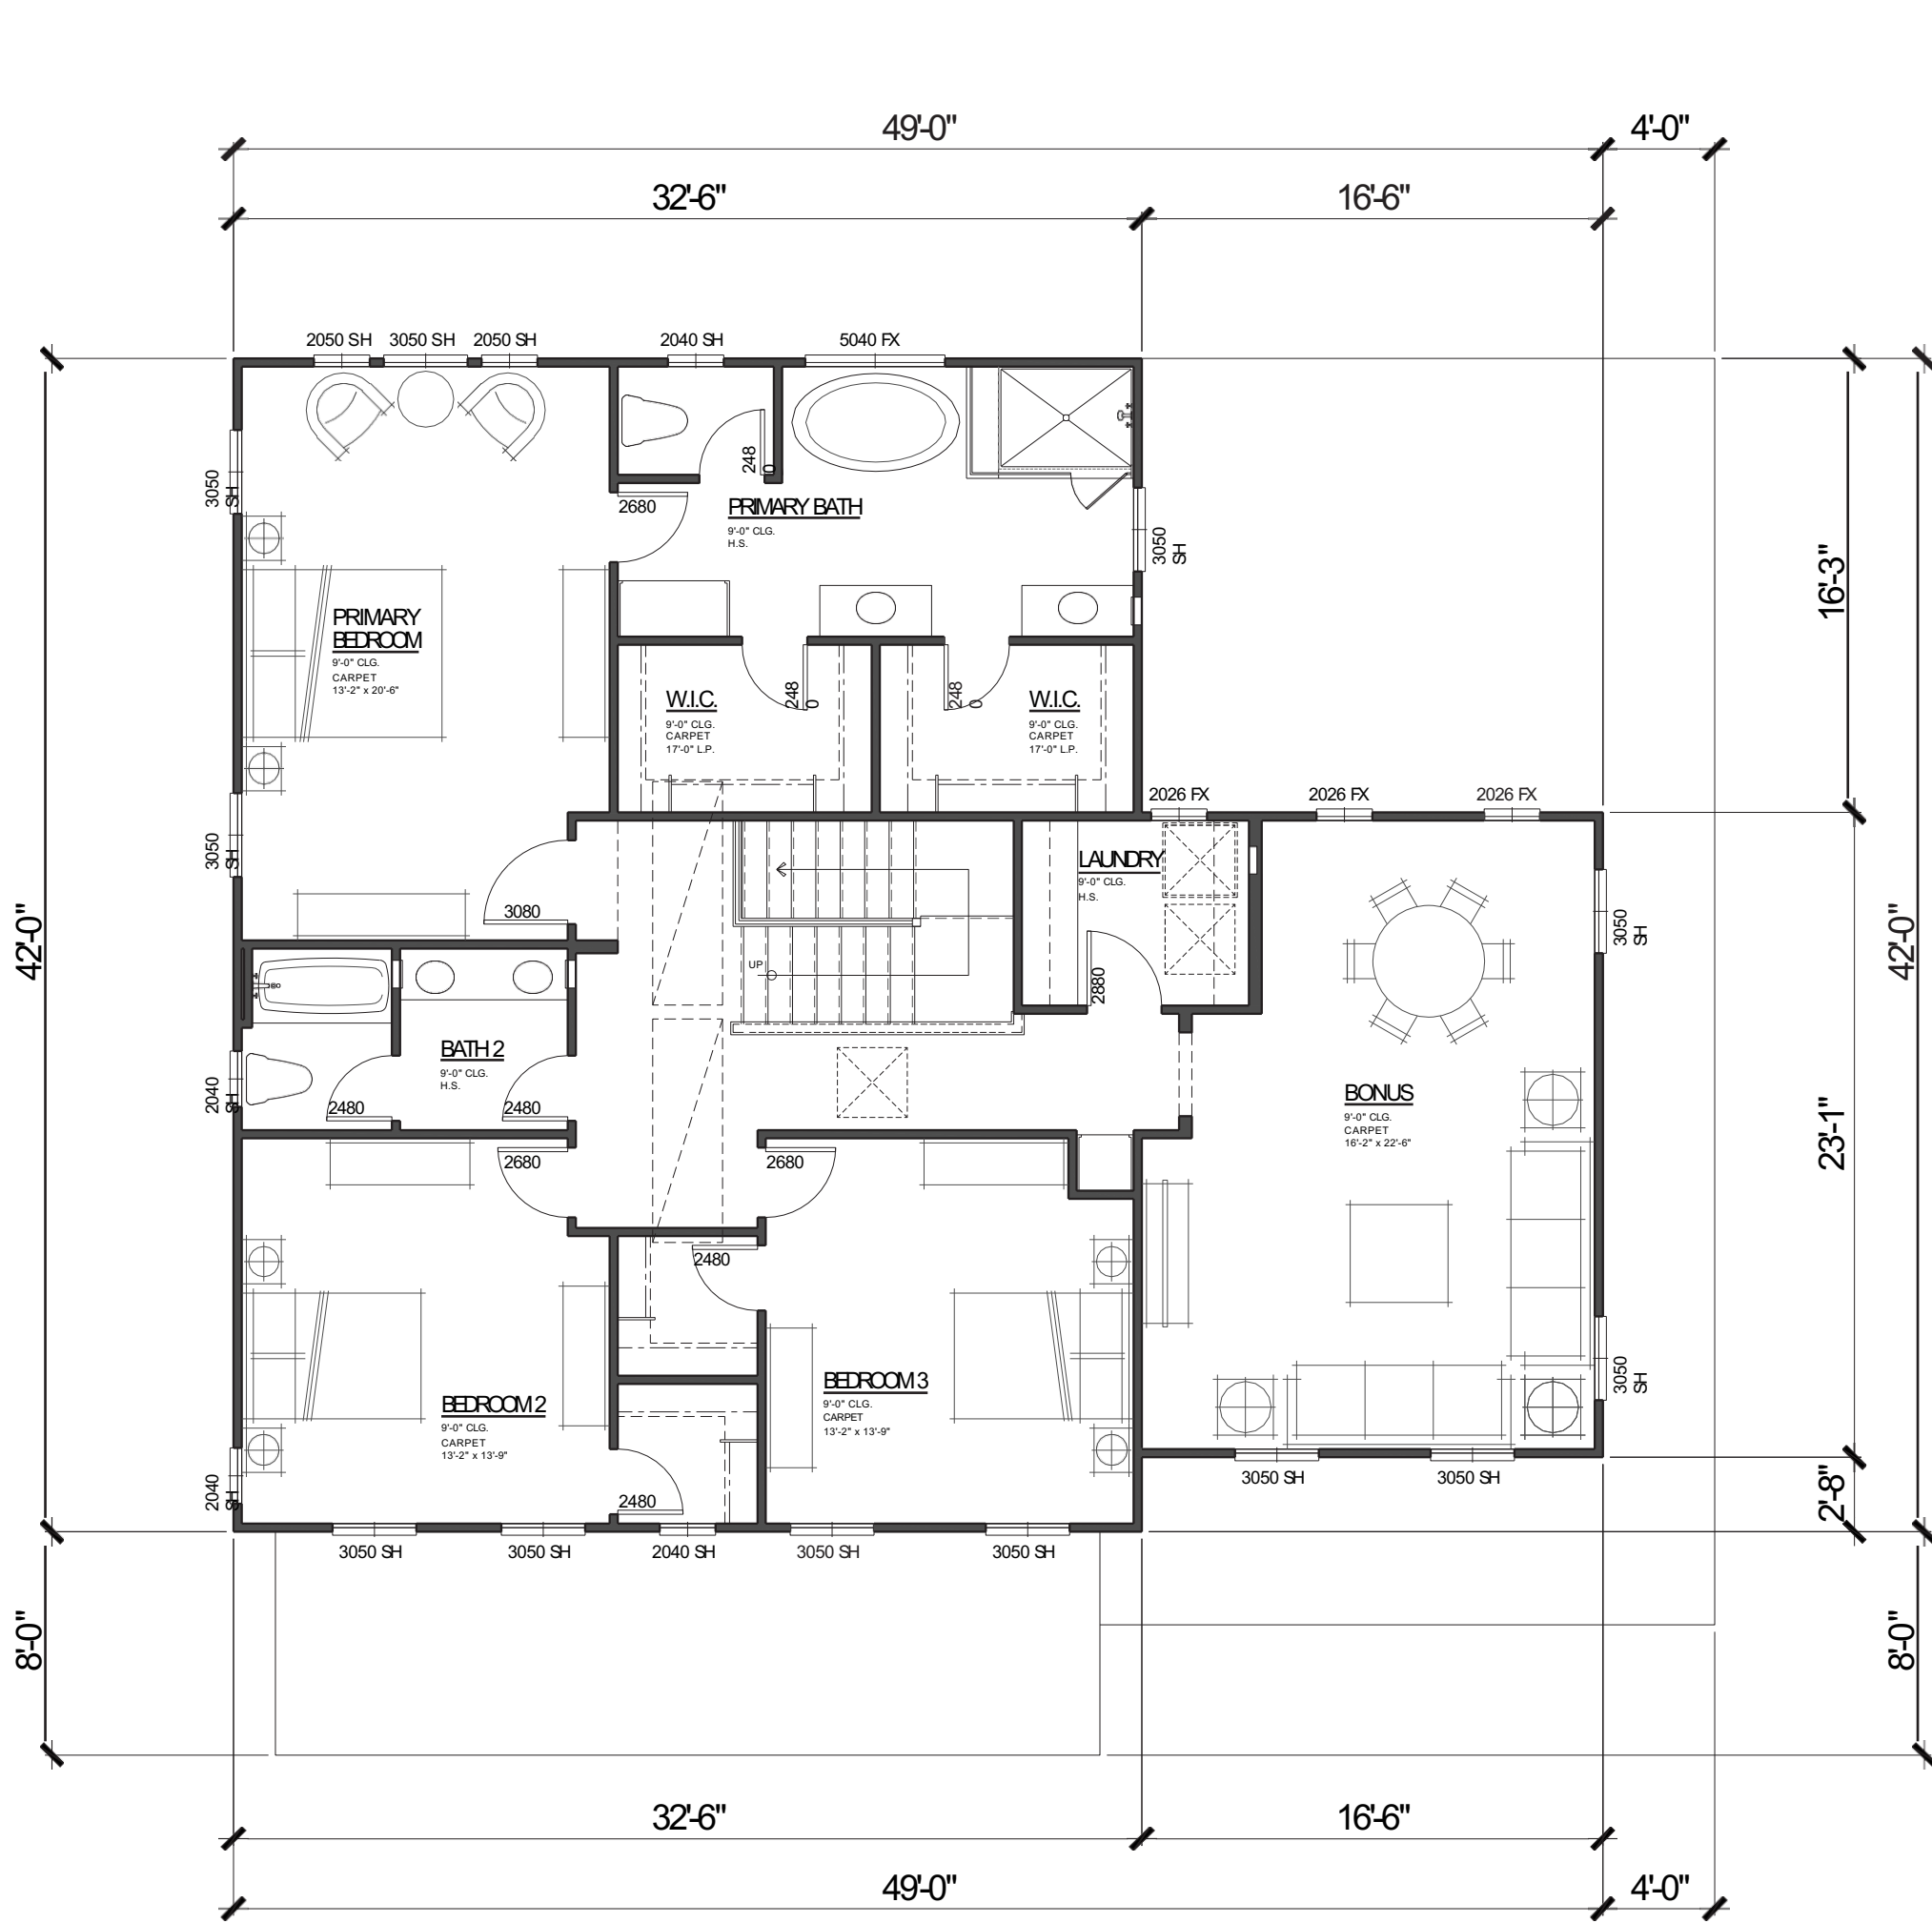 49'-0"
4'-0"
32'-6"
16'-6"
2050 SH
3050 SH
2050 SH
2040 SH
5040 FX
3050
SH
2480
2680
PRIMARY BATH
9'-0" CLG.
H.S.
3050
SH
16'-3"
PRIMARY
BEDROOM
9'-0" CLG.
CARPET
13'-2" x 20'-6"
W.I.C.
9'-0" CLG.
CARPET
17'-0" L.P.
2480
2480
W.I.C.
9'-0" CLG.
CARPET
17'-0" L.P.
2026 FX
2026 FX
2026 FX
3050
SH
3080
LAUNDRY
9'-0" CLG.
H.S.
3050
SH
42'-0"
42'-0"
UP
2880
BATH 2
9'-0" CLG.
H.S.
2040
SH
2480
2480
BONUS
9'-0" CLG.
CARPET
16'-2" x 22'-6"
23'-1"
2680
2680
2480
BEDROOM 2
9'-0" CLG.
CARPET
13'-2" x 13'-9"
BEDROOM 3
9'-0" CLG.
CARPET
13'-2" x 13'-9"
3050
SH
2040
SH
2480
3050 SH
3050 SH
2'-8"
3050 SH
3050 SH
2040 SH
3050 SH
3050 SH
8'-0"
8'-0"
32'-6"
16'-6"
49'-0"
4'-0"